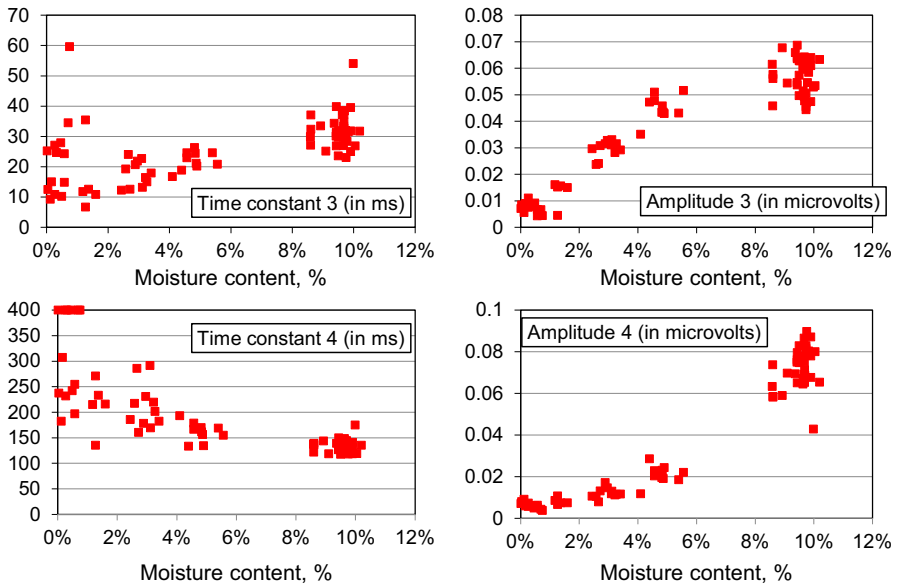 70
60
50
40
30
20
10
0
Time constant 3 (in ms)
0% 2% 4% 6% 8% 10% 12%
Moisture content, %
0.08
0.07
0.06
0.05
0.04
0.03
0.02
0.01
0
Amplitude 3 (in microvolts)
0% 2% 4% 6% 8% 10% 12%
Moisture content, %
400
350
300
250
200
150
100
50
0
Time constant 4 (in ms)
0% 2% 4% 6% 8% 10% 12%
Moisture content, %
0.1
0.08
0.06
0.04
0.02
0
Amplitude 4 (in microvolts)
0% 2% 4% 6% 8% 10% 12%
Moisture content, %